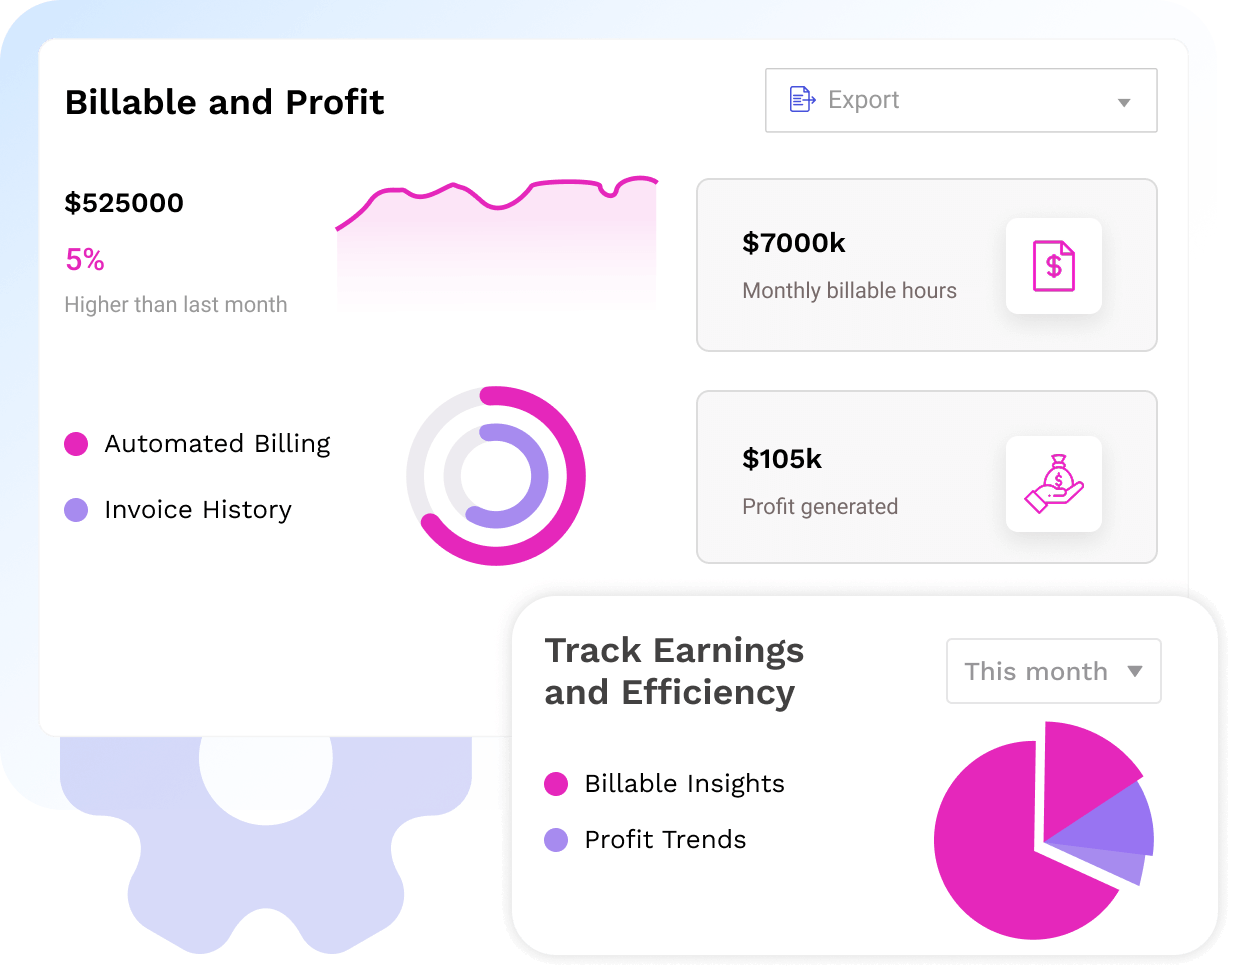 Billable and Profit
Export
$525000
5%
Higher than last month
$7000k
Monthly billable hours
$
Automated Billing
Invoice History
$105k
Profit generated
$
Track Earnings
and Efficiency
This month
Billable Insights
Profit Trends